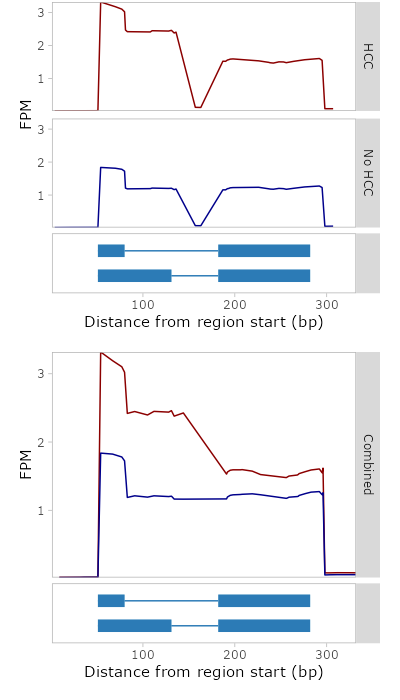 3
2
1
HCC
FPM
3
2
1
No HCC
100 200 300
Distance from region start (bp)
3
2
1
FPM
Combined
100 200 300
Distance from region start (bp)